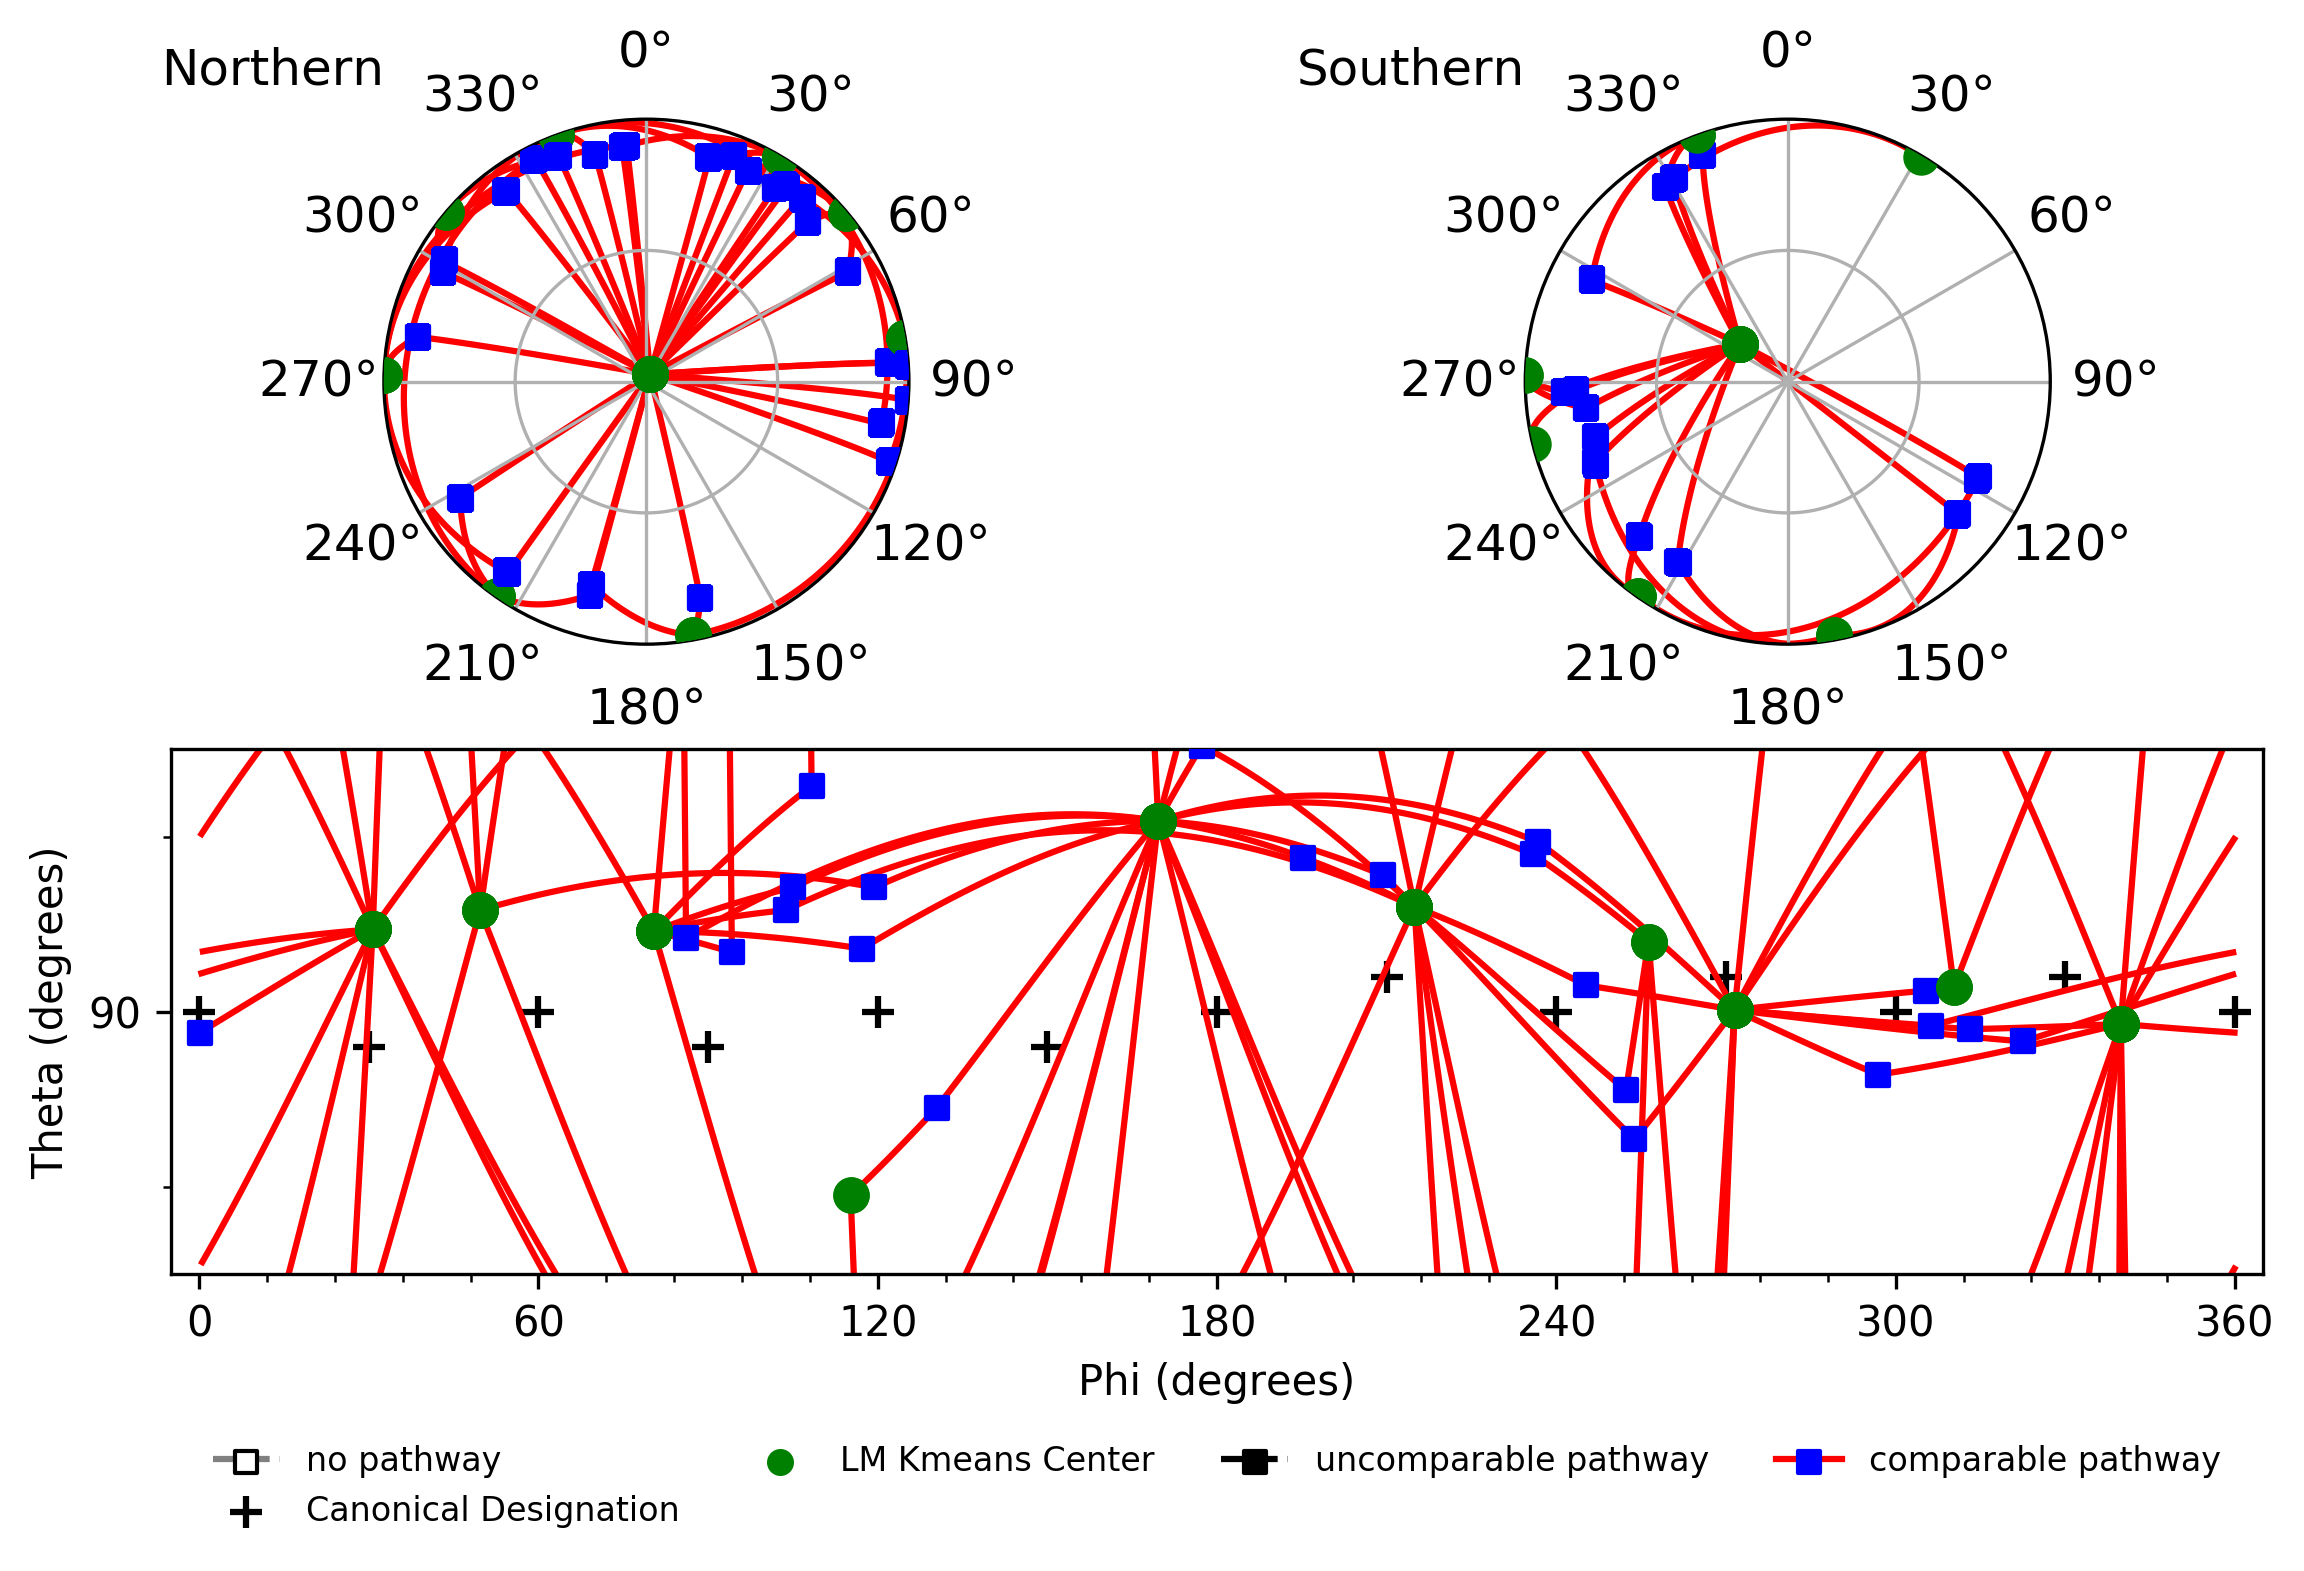 Northern
0°
30°
60°
90°
120°
150°
180°
210°
240°
270°
300°
330°
Southern
0°
30°
60°
90°
120°
150°
180°
210°
240°
270°
300°
330°
Theta (degrees)
90
0 60 120 180 240 300 360
Phi (degrees)
no pathway
Canonical Designation
LM Kmeans Center
uncomparable pathway
comparable pathway